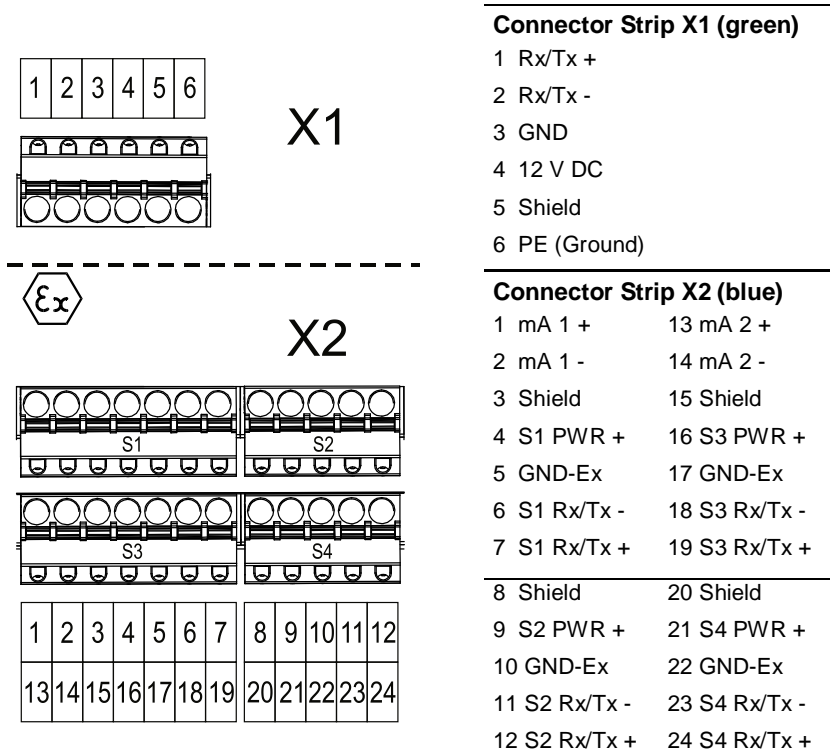 1 2 3 4 5 6
X1
Ex
X2
S1 S2
S3 S4
1 2 3 4 5 6 7 8 9 10 11 12
13 14 15 16 17 18 19 20 21 22 23 24
Connector Strip X1 (green)
1 Rx/Tx +
2 Rx/Tx -
3 GND
4 12 V DC
5 Shield
6 PE (Ground)
Connector Strip X2 (blue)
1 mA 1 + 13 mA 2 +
2 mA 1 - 14 mA 2 -
3 Shield 15 Shield
4 S1 PWR + 16 S3 PWR +
5 GND-Ex 17 GND-Ex
6 S1 Rx/Tx - 18 S3 Rx/Tx -
7 S1 Rx/Tx + 19 S3 Rx/Tx +
8 Shield 20 Shield
9 S2 PWR + 21 S4 PWR +
10 GND-Ex 22 GND-Ex
11 S2 Rx/Tx - 23 S4 Rx/Tx -
12 S2 Rx/Tx + 24 S4 Rx/Tx +